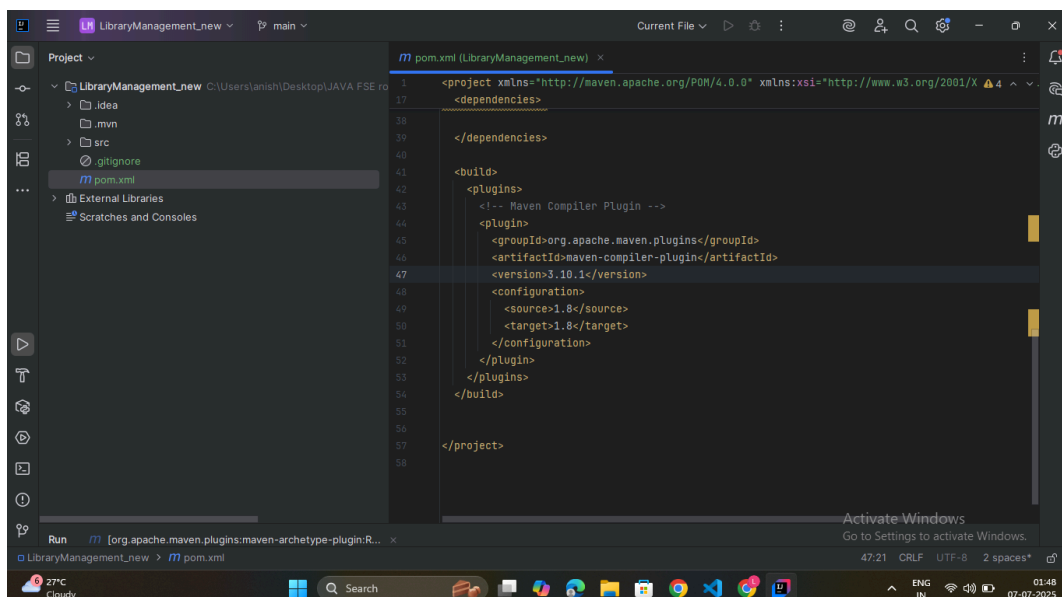 LM LibraryManagement_new main Current File
Project
pom.xml (LibraryManagement_new)
LibraryManagement_new C:\Users\anish\Desktop\JAVA FSE ro
.idea
.mvn
src
.gitignore
pom.xml
External Libraries
Scratches and Consoles
1 <project xmlns="http://maven.apache.org/POM/4.0.0" xmlns:xsi="http://www.w3.org/2001/X 4
17 <dependencies>
38
39 </dependencies>
40
41 <build>
42 <plugins>
43 <!-- Maven Compiler Plugin -->
44 <plugin>
45 <groupId>org.apache.maven.plugins</groupId>
46 <artifactId>maven-compiler-plugin</artifactId>
47 <version>3.10.1</version>
48 <configuration>
49 <source>1.8</source>
50 <target>1.8</target>
51 </configuration>
52 </plugin>
53 </plugins>
54 </build>
55
56
57 </project>
58
Activate Windows
Go to Settings to activate Windows.
Run [org.apache.maven.plugins:maven-archetype-plugin:R...
LibraryManagement_new > pom.xml 47:21 CRLF UTF-8 2 spaces*
6 27°C
Cloudy
Search
ENG
IN
01:48
07-07-2025